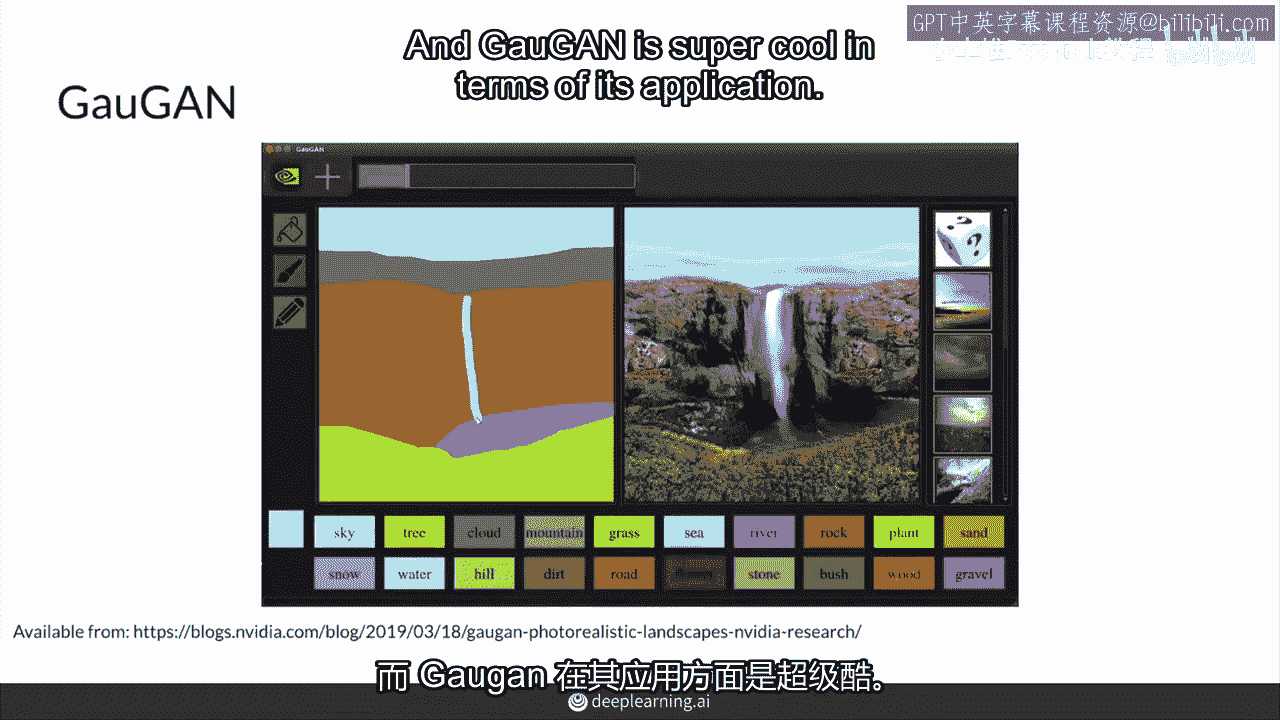 GPT中英字幕课程资源@bilibili.com
And GauGAN is super cool in
terms of its application.
GauGAN
GauGAN
sky tree cloud mountain grass sea river rock plant sand
snow water hill dirt road stone bush wood gravel
Available from: https://blogs.nvidia.com/blog/2019/03/18/gaugan-photorealistic-landscapes-nvidia-research/
而 Gaugan 在其应用方面是超级酷。
deeplearning.ai